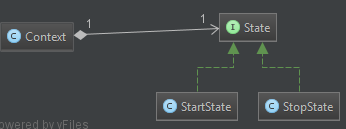 1
1
C Context
I State
C StartState
C StopState
owered by yFiles